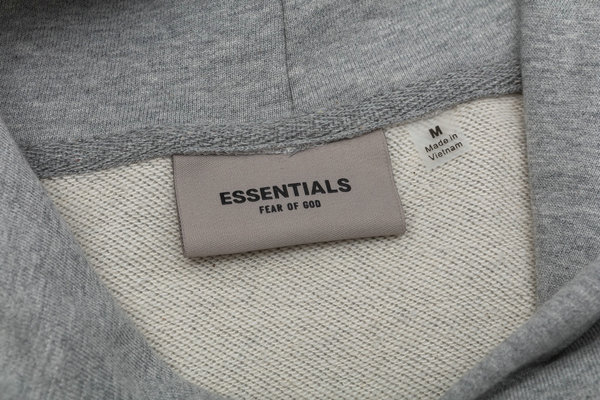 ESSENTIALS
FEAR OF GOD
M
Made in
Vietnam